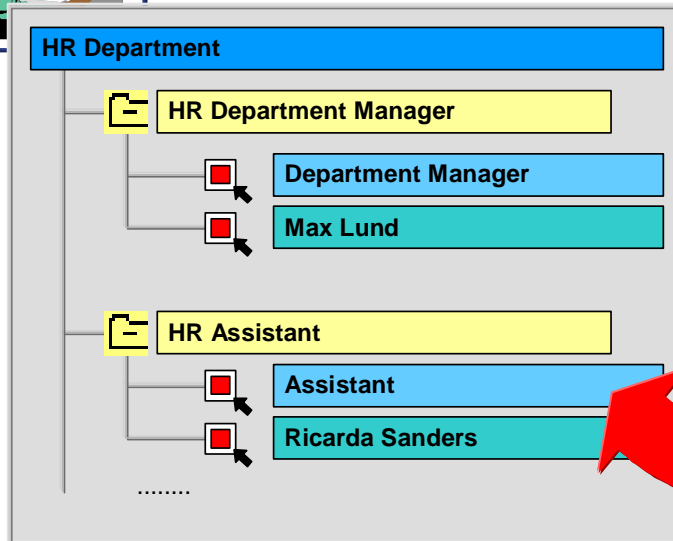 HR Department
HR Department Manager
Department Manager
Max Lund
HR Assistant
Assistant
Ricarda Sanders
........